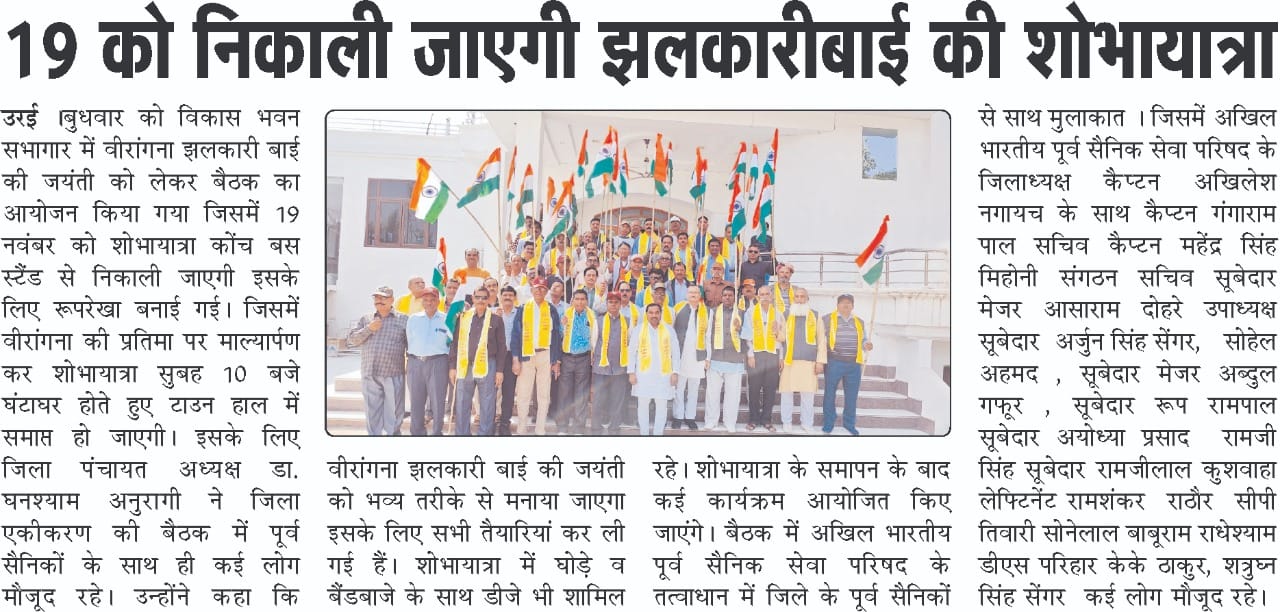 19 को निकाली जाएगी झलकारीबाई की शोभायात्रा
उरई ।बुधवार को विकास भवन
सभागार में वीरांगना झलकारी बाई
की जयंती को लेकर बैठक का
आयोजन किया गया जिसमें 19
नवंबर को शोभायात्रा कोंच बस
स्टैंड से निकाली जाएगी इसके
लिए रूपरेखा बनाई गई। जिसमें
वीरांगना की प्रतिमा पर माल्यार्पण
कर शोभायात्रा सुबह 10 बजे
घंटाघर होते हुए टाउन हाल में
समाप्त हो जाएगी। इसके लिए
जिला पंचायत अध्यक्ष डा.
घनश्याम अनुरागी ने जिला
एकीकरण की बैठक में पूर्व
सैनिकों के साथ ही कई लोग
मौजूद रहे। उन्होंने कहा कि
वीरांगना झलकारी बाई की जयंती
को भव्य तरीके से मनाया जाएगा
इसके लिए सभी तैयारियां कर ली
गई हैं। शोभायात्रा में घोड़े व
बैंडबाजे के साथ डीजे भी शामिल
रहे। शोभायात्रा के समापन के बाद
कई कार्यक्रम आयोजित किए
जाएंगे। बैठक में अखिल भारतीय
पूर्व सैनिक सेवा परिषद के
तत्वाधान में जिले के पूर्व सैनिकों
से साथ मुलाकात । जिसमें अखिल
भारतीय पूर्व सैनिक सेवा परिषद के
जिलाध्यक्ष कैप्टन अखिलेश
नगायच के साथ कैप्टन गंगाराम
पाल सचिव कैप्टन महेंद्र सिंह
मिहोनी संगठन सचिव सूबेदार
मेजर आसाराम दोहरे उपाध्यक्ष
सूबेदार अर्जुन सिंह सेंगर, सोहेल
अहमद , सूबेदार मेजर अब्दुल
गफूर , सूबेदार रूप रामपाल
सूबेदार अयोध्या प्रसाद रामजी
सिंह सूबेदार रामजीलाल कुशवाहा
लेफ्टिनेंट रामशंकर राठौर सीपी
तिवारी सोनेलाल बाबूराम राधेश्याम
डीएस परिहार केके ठाकुर, शत्रुघ्न
सिंह सेंगर कई लोग मौजूद रहे।